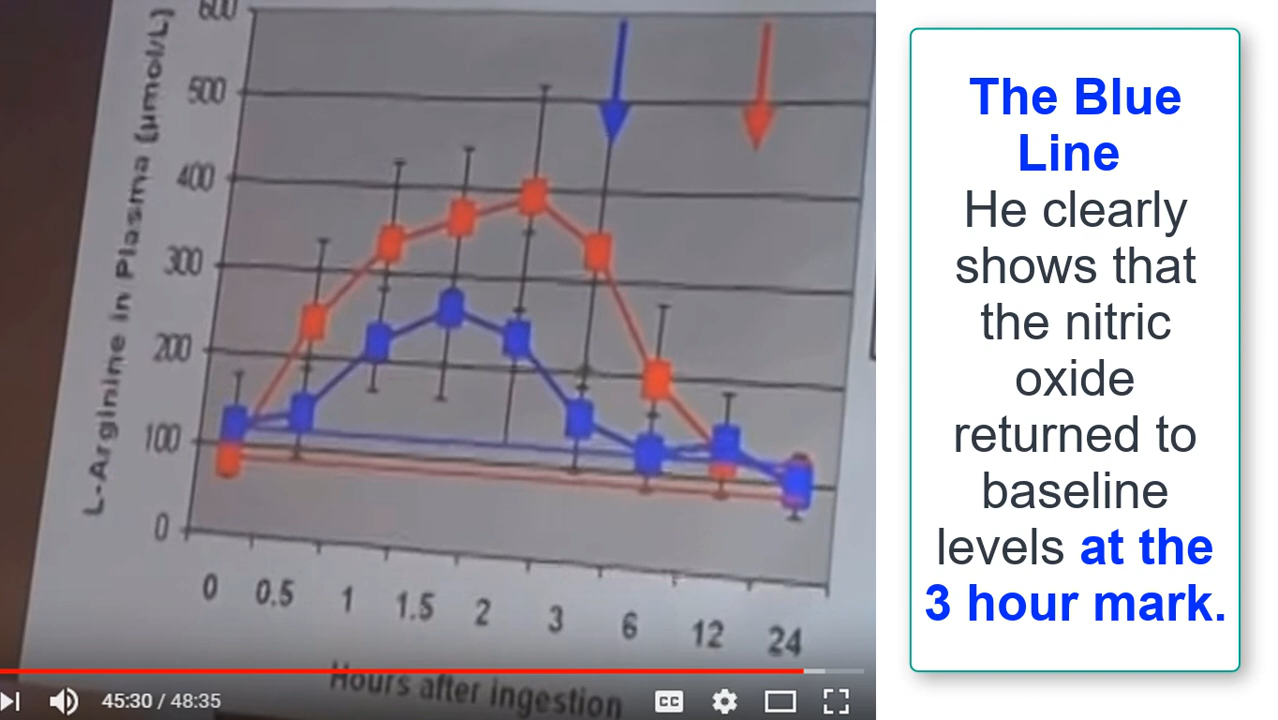 L-Arginine in Plasma (µmol/L)
600
500
400
300
200
100
0
0 0.5 1 1.5 2 3 6 12 24
Hours after ingestion
45:30 / 48:35
CC
The Blue
Line
He clearly
shows that
the nitric
oxide
returned to
baseline
levels at the
3 hour mark.